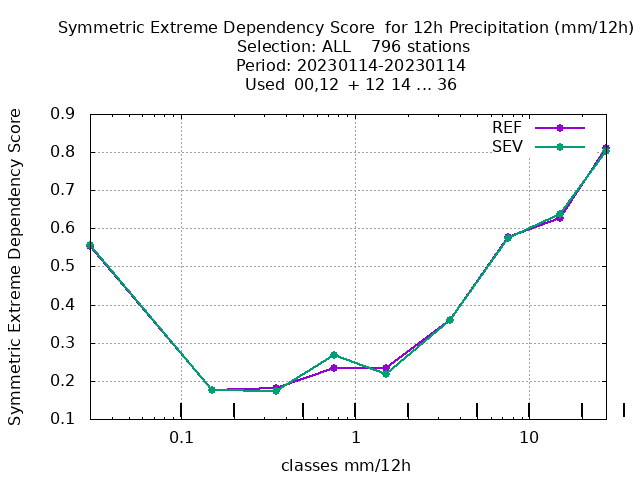 Symmetric Extreme Dependency Score  for 12h Precipitation (mm/12h)
Selection: ALL    796 stations
Period: 20230114-20230114
Used  00,12  + 12 14 ... 36
Symmetric Extreme Dependency Score
0.9
0.8
0.7
0.6
0.5
0.4
0.3
0.2
0.1
REF
SEV
0.1 1 10
classes mm/12h